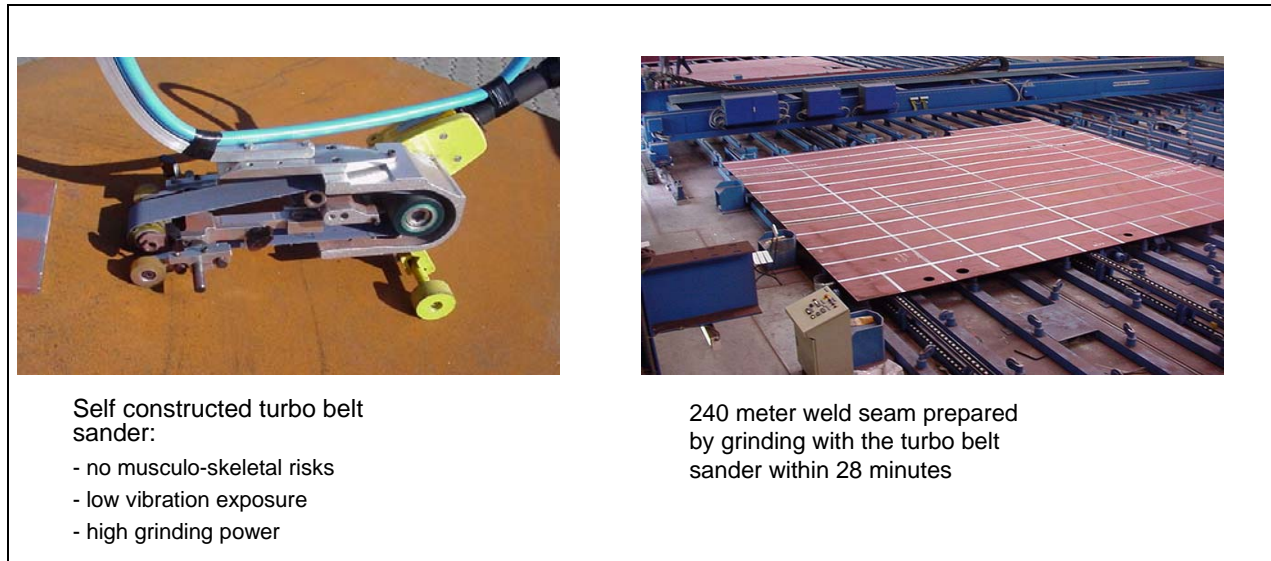 Self constructed turbo belt
sander:
- no musculo-skeletal risks
- low vibration exposure
- high grinding power
240 meter weld seam prepared
by grinding with the turbo belt
sander within 28 minutes